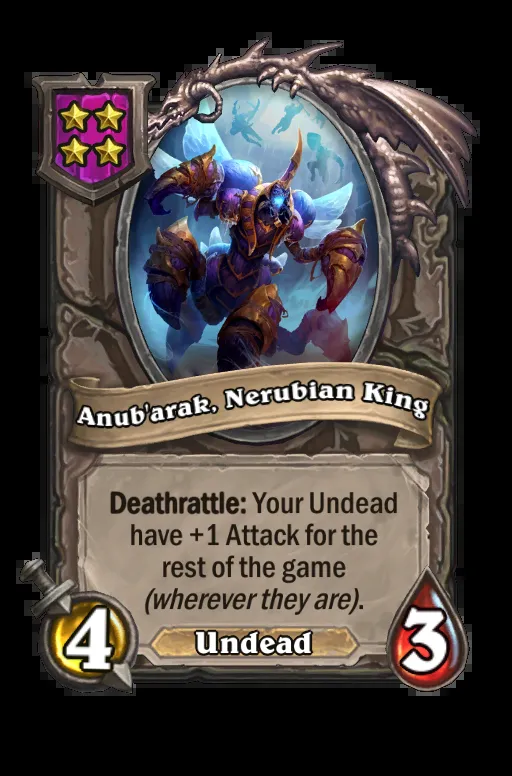 Anub'arak, Nerubian King
Deathrattle: Your Undead
have +1 Attack for the
rest of the game
(wherever they are).
4
Undead
3